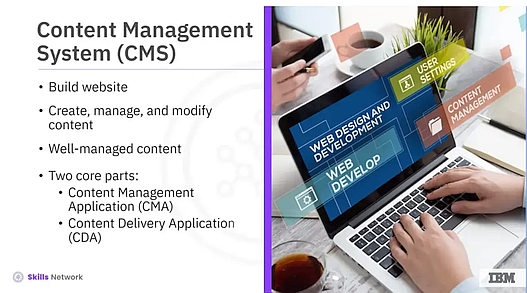 Content Management
System (CMS)
• Build website
• Create, manage, and modify
content
• Well-managed content
• Two core parts:
• Content Management
Application (CMA)
• Content Delivery Application
(CDA)
Skills Network
USER
SETTINGS
CONTENT
MANAGEMENT
WEB DESIGN AND
DEVELOPMENT
WEB
DEVELOP
IBM